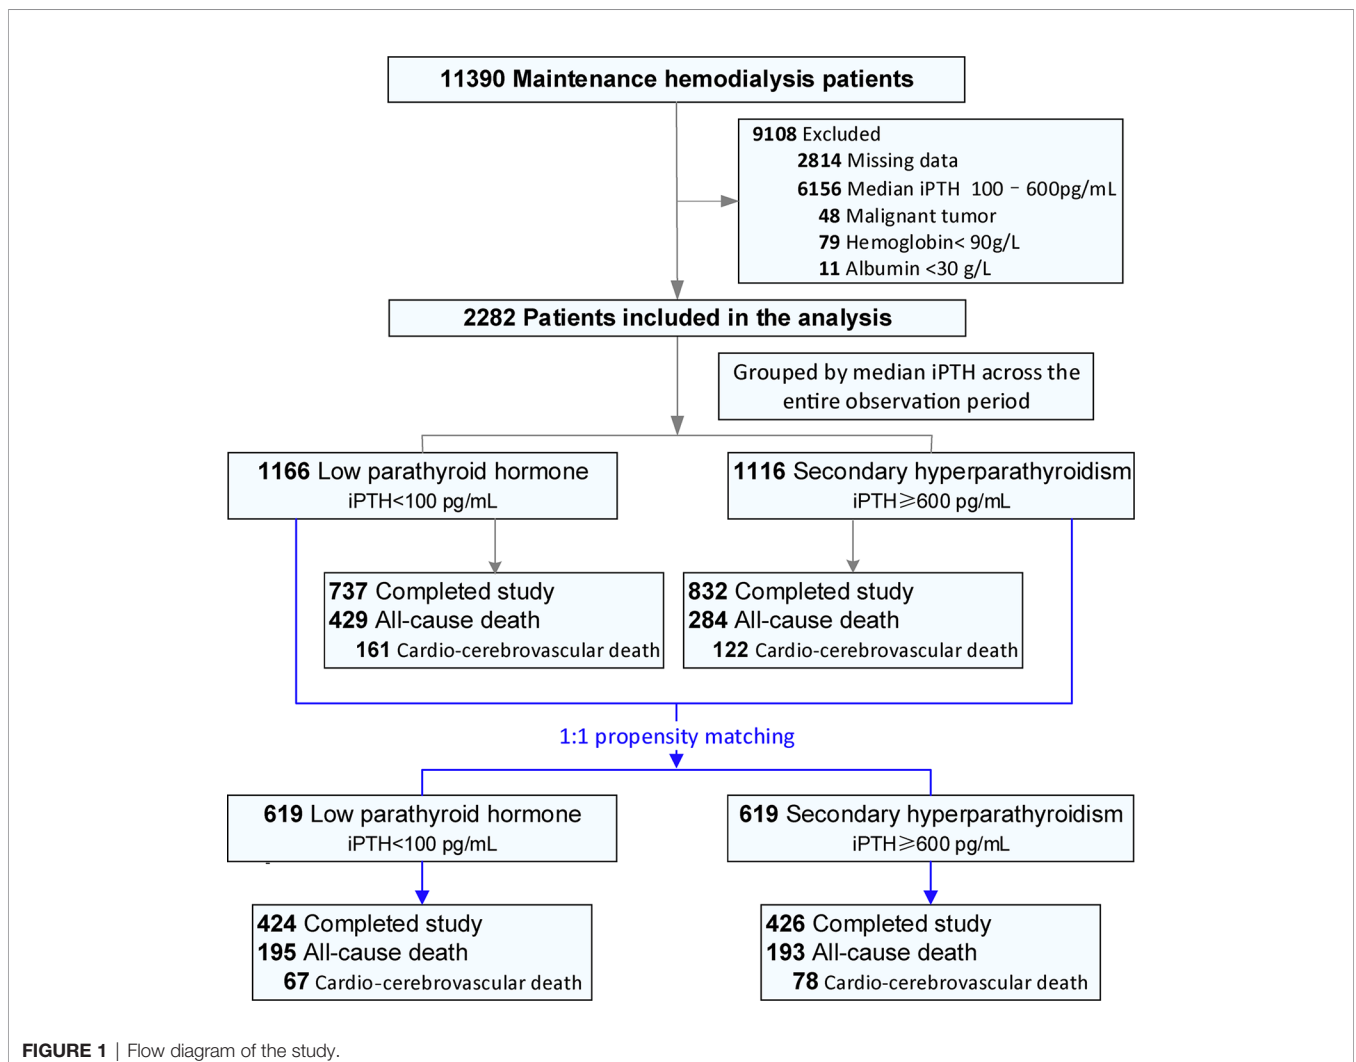 11390 Maintenance hemodialysis patients
9108 Excluded
2814 Missing data
6156 Median iPTH 100 – 600pg/mL
48 Malignant tumor
79 Hemoglobin< 90g/L
11 Albumin <30 g/L
2282 Patients included in the analysis
Grouped by median iPTH across the
entire observation period
1166 Low parathyroid hormone
iPTH<100 pg/mL
1116 Secondary hyperparathyroidism
iPTH≥600 pg/mL
737 Completed study
429 All-cause death
161 Cardio-cerebrovascular death
832 Completed study
284 All-cause death
122 Cardio-cerebrovascular death
1:1 propensity matching
619 Low parathyroid hormone
iPTH<100 pg/mL
619 Secondary hyperparathyroidism
iPTH≥600 pg/mL
424 Completed study
195 All-cause death
67 Cardio-cerebrovascular death
426 Completed study
193 All-cause death
78 Cardio-cerebrovascular death
FIGURE 1 | Flow diagram of the study.